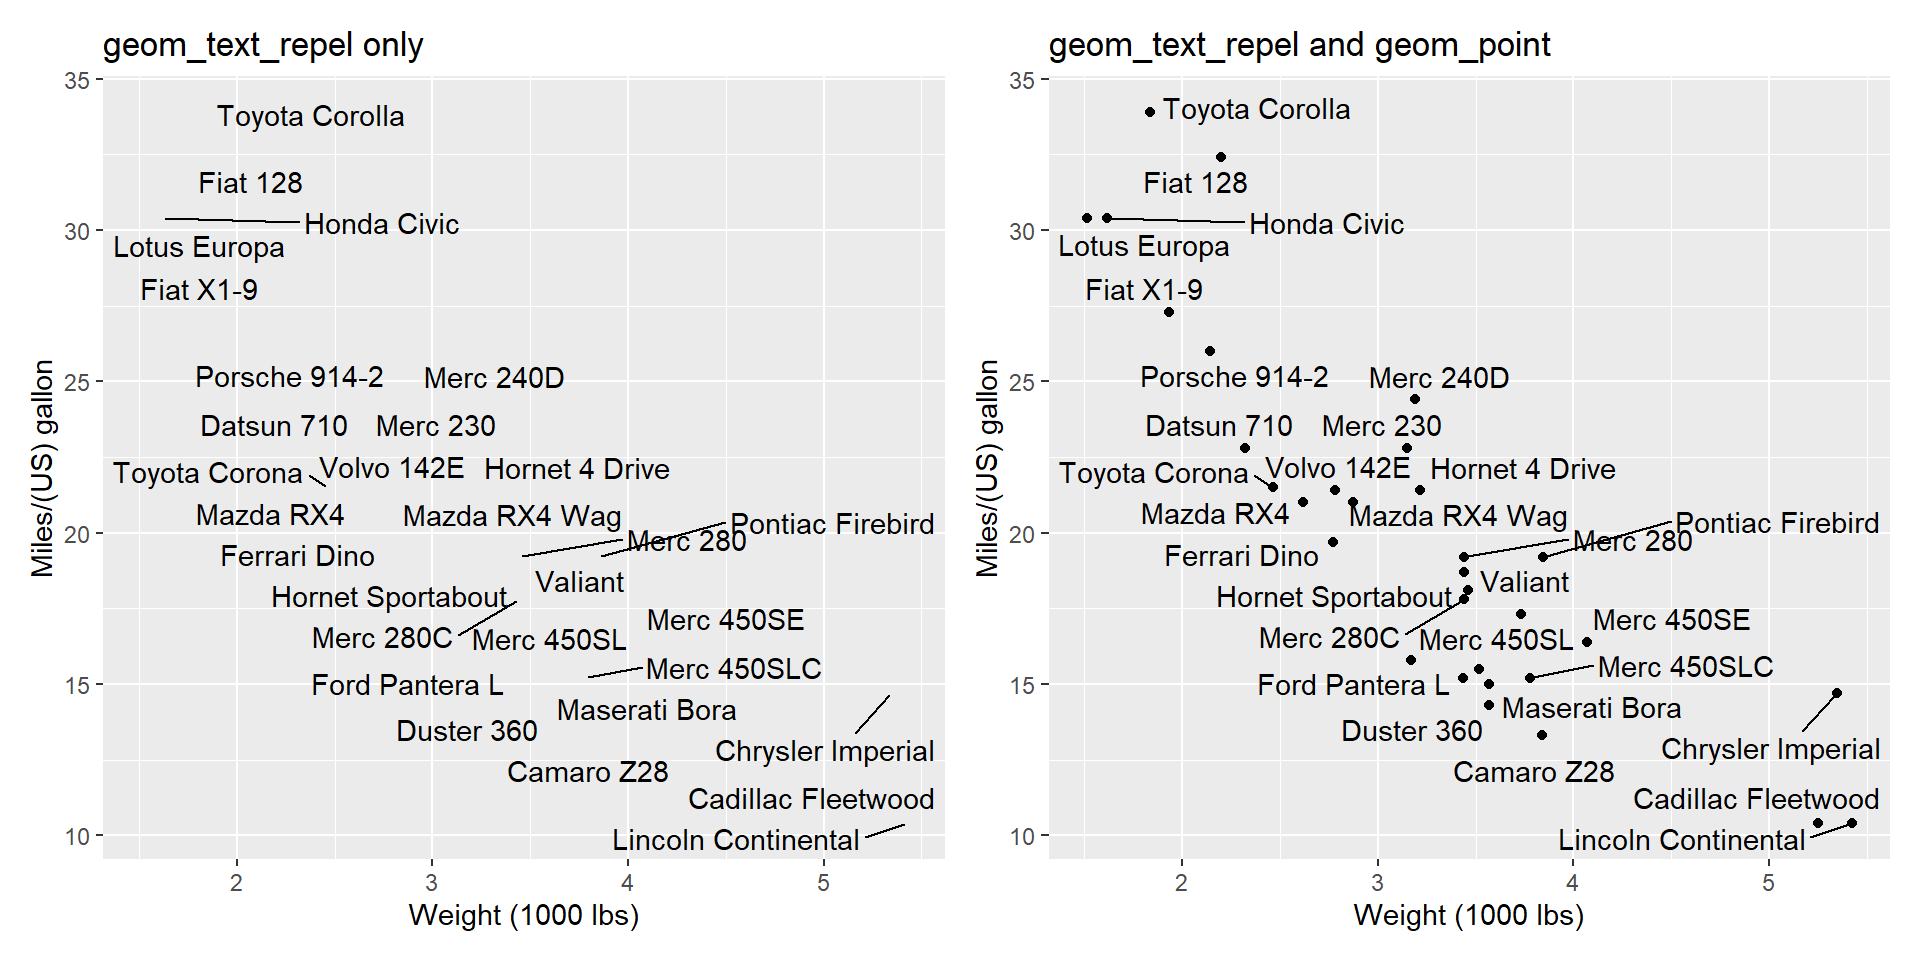 geom_text_repel only
Miles/(US) gallon
35
30
25
20
15
10
Toyota Corolla
Fiat 128
Honda Civic
Lotus Europa
Fiat X1-9
Porsche 914-2
Merc 240D
Datsun 710
Merc 230
Toyota Corona
Volvo 142E
Hornet 4 Drive
Mazda RX4
Mazda RX4 Wag
Pontiac Firebird
Merc 280
Ferrari Dino
Valiant
Hornet Sportabout
Merc 450SE
Merc 280C
Merc 450SL
Merc 450SLC
Ford Pantera L
Maserati Bora
Duster 360
Chrysler Imperial
Camaro Z28
Cadillac Fleetwood
Lincoln Continental
2 3 4 5
Weight (1000 lbs)
geom_text_repel and geom_point
Miles/(US) gallon
35
30
25
20
15
10
Toyota Corolla
Fiat 128
Honda Civic
Lotus Europa
Fiat X1-9
Porsche 914-2
Merc 240D
Datsun 710
Merc 230
Toyota Corona
Volvo 142E
Hornet 4 Drive
Mazda RX4
Mazda RX4 Wag
Pontiac Firebird
Merc 280
Ferrari Dino
Valiant
Hornet Sportabout
Merc 450SE
Merc 280C
Merc 450SL
Merc 450SLC
Ford Pantera L
Maserati Bora
Duster 360
Chrysler Imperial
Camaro Z28
Cadillac Fleetwood
Lincoln Continental
2 3 4 5
Weight (1000 lbs)